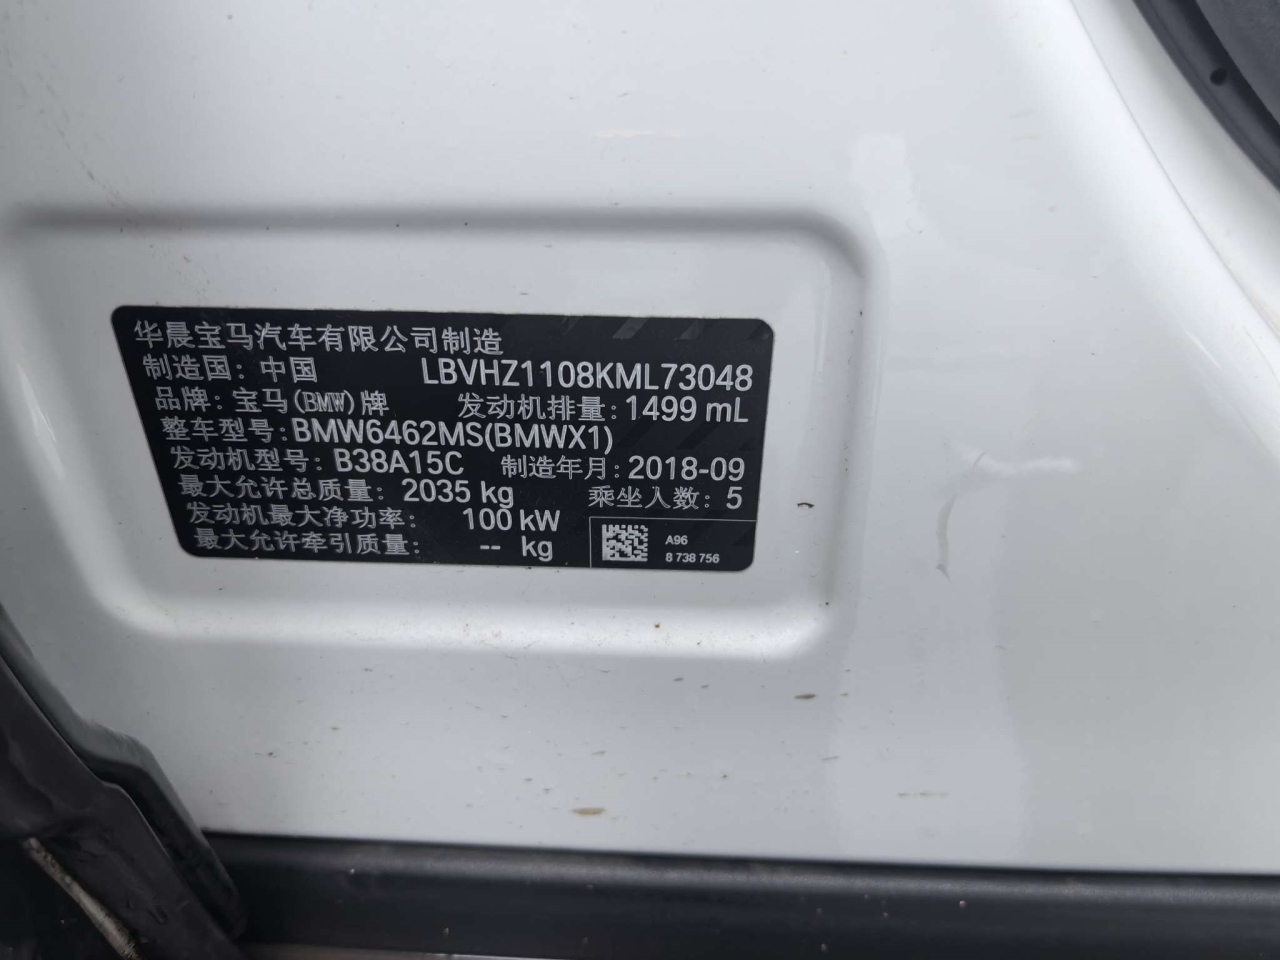 华晨宝马汽车有限公司制造
制造国：中国 LBVHZ1108KML73048
品牌：宝马(BMW)牌 发动机排量：1499 mL
整车型号：BMW6462MS(BMWX1)
发动机型号：B38A15C 制造年月：2018-09
最大允许总质量：2035 kg 乘坐人数：5
发动机最大净功率：100 kW
最大允许牵引质量：-- kg
A96
8 738 756